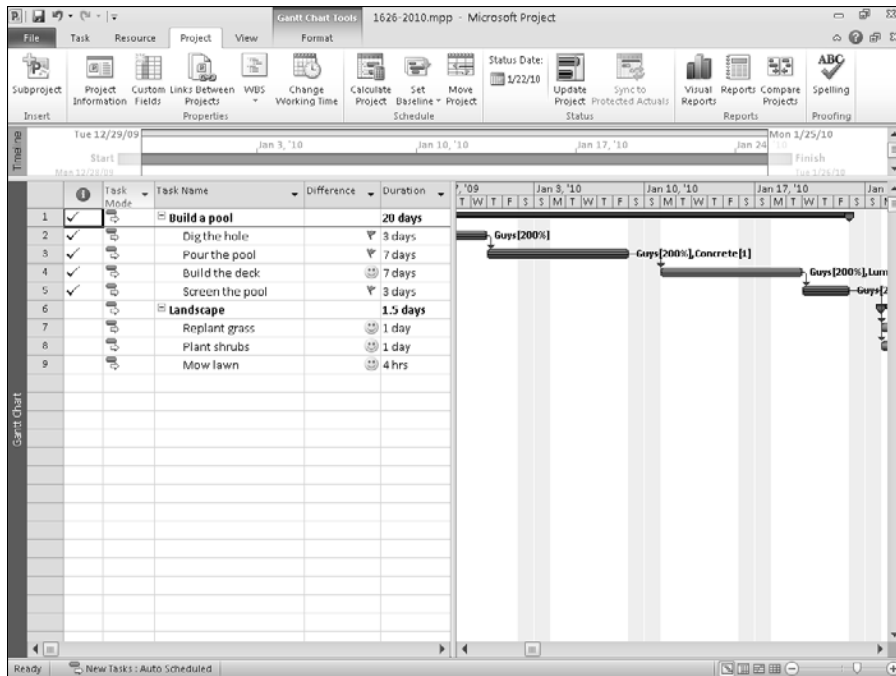 Gantt Chart Tools
1626-2010.mpp - Microsoft Project
File Task Resource Project View Format
Subproject
Project Information
Custom Fields
Links Between Projects
WBS
Change Working Time
Calculate Project
Set Baseline
Move Project
Status Date:
1/22/10
Update Project
Sync to Protected Actuals
Visual Reports
Reports
Compare Projects
ABC
Spelling
Insert Properties Schedule Status Reports Proofing
Timeline
Tue 12/29/09 Mon 1/25/10
Jan 3, '10 Jan 10, '10 Jan 17, '10 Jan 24, '10
Start Finish
Mon 12/28/09 Tue 1/26/10
Task Mode Task Name Difference Duration
', '09 Jan 3, '10 Jan 10, '10 Jan 17, '10 Jan
T W T F S S M T W T F S S M T W T F S S M T W T F S S
1 Build a pool 20 days
2 Dig the hole 3 days Guys[200%]
3 Pour the pool 7 days Guys[200%],Concrete[1]
4 Build the deck 7 days Guys[200%],Lum
5 Screen the pool 3 days Guys[2
6 Landscape 1.5 days
7 Replant grass 1 day
8 Plant shrubs 1 day
9 Mow lawn 4 hrs
Gantt Chart
Ready New Tasks : Auto Scheduled